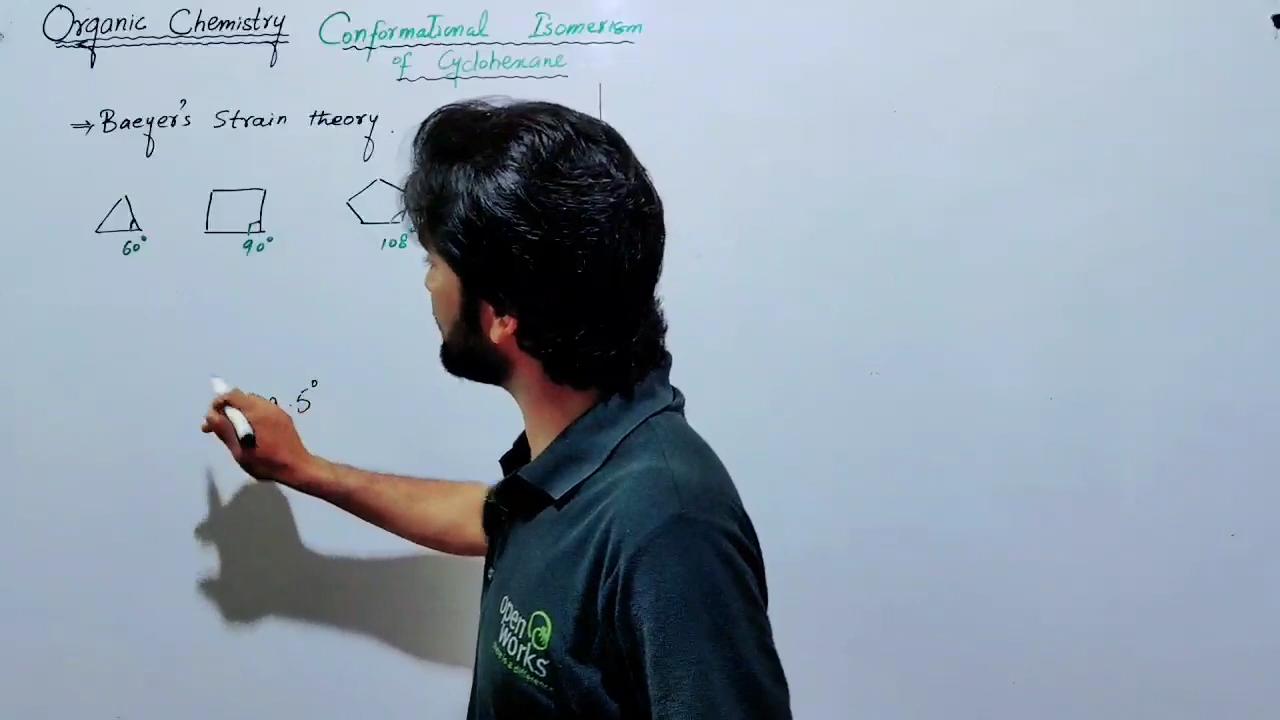 Organic Chemistry Conformational Isomerism
of Cyclohexane
⇒ Baeyer's Strain theory.
60° 90° 108°
.5°
open
works